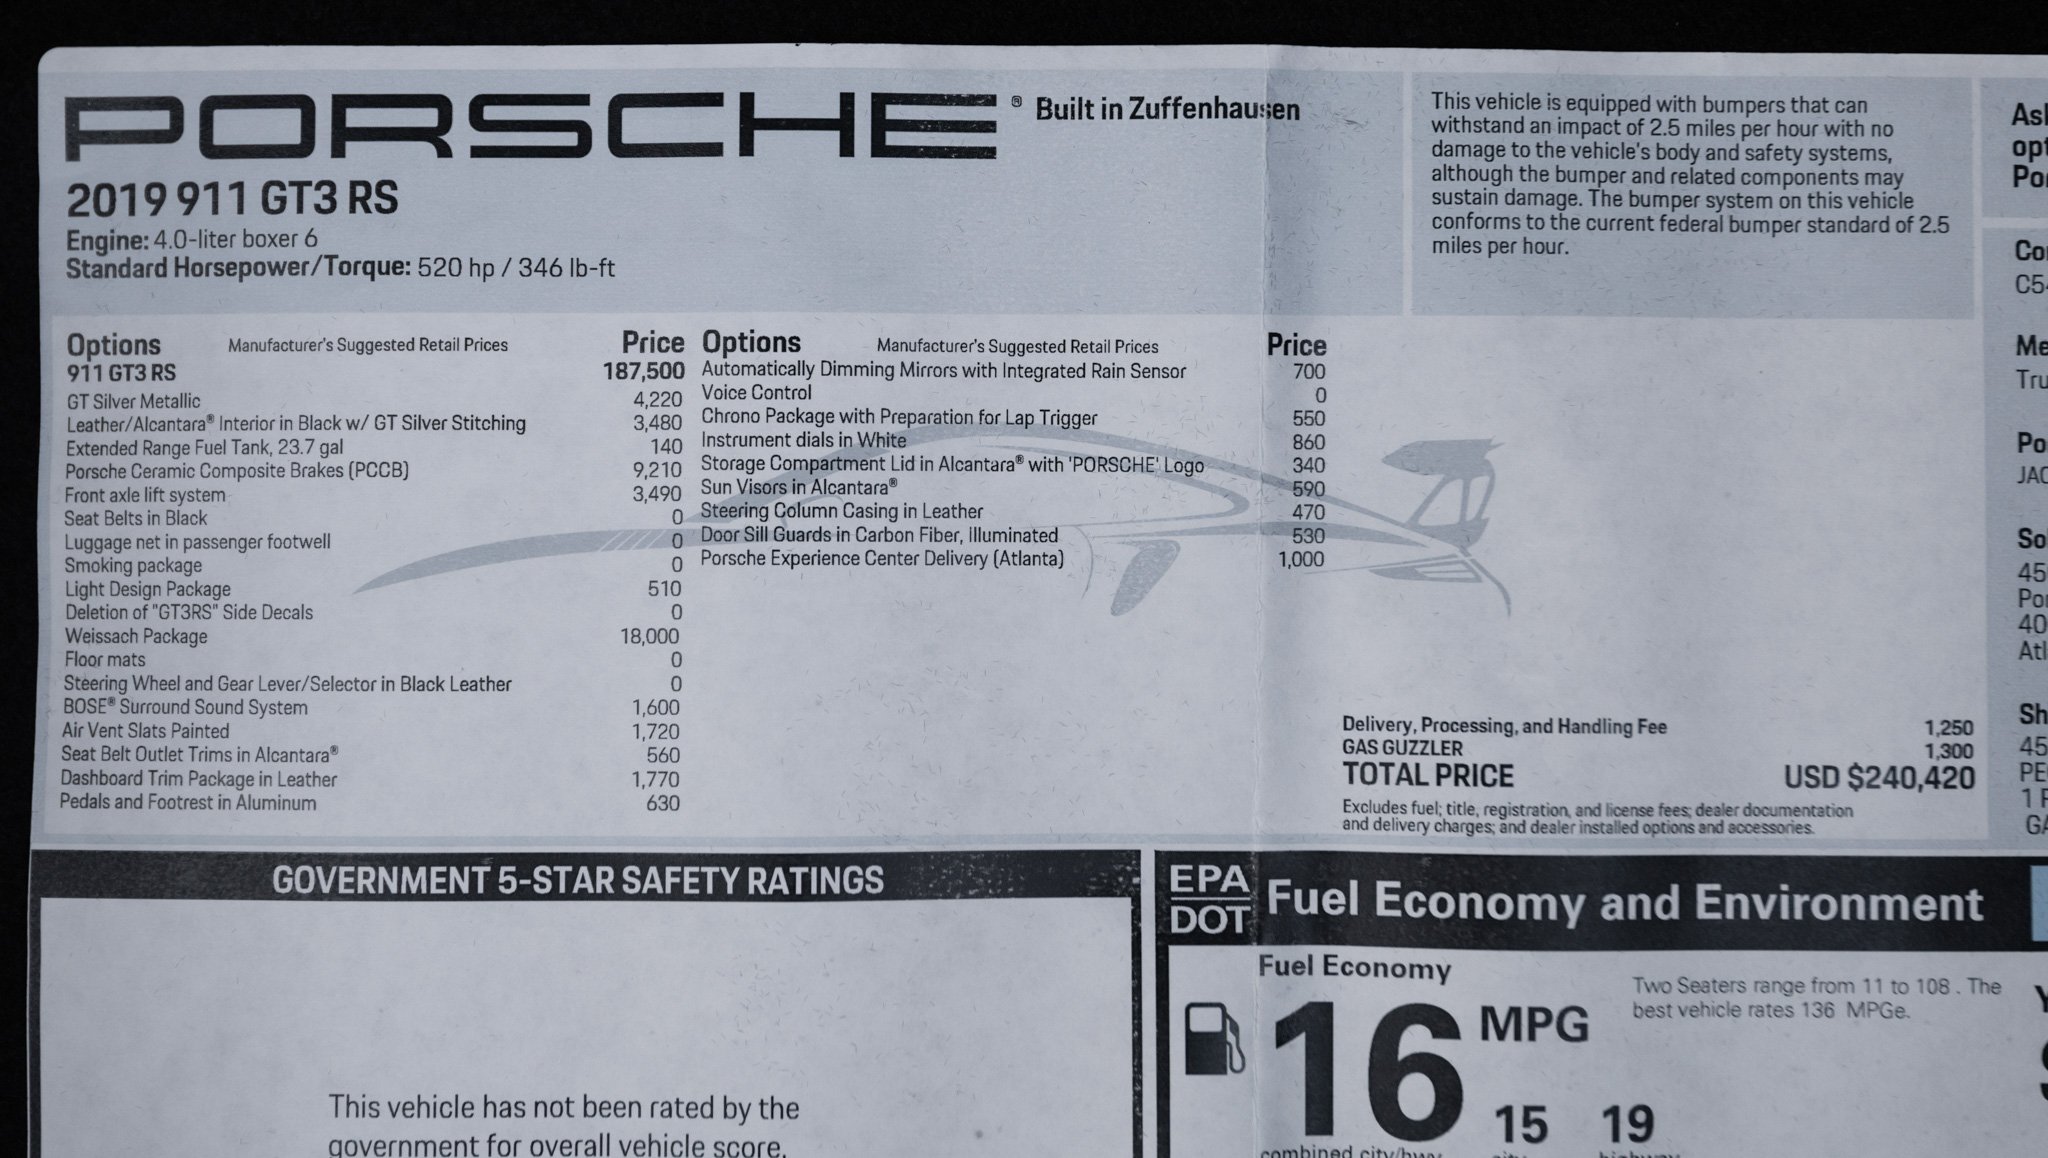 PORSCHE® Built in Zuffenhausen
2019 911 GT3 RS
Engine: 4.0-liter boxer 6
Standard Horsepower/Torque: 520 hp / 346 lb-ft
This vehicle is equipped with bumpers that can
withstand an impact of 2.5 miles per hour with no
damage to the vehicle's body and safety systems,
although the bumper and related components may
sustain damage. The bumper system on this vehicle
conforms to the current federal bumper standard of 2.5
miles per hour.
Options Manufacturer's Suggested Retail Prices Price
911 GT3 RS 187,500
GT Silver Metallic 4,220
Leather/Alcantara® Interior in Black w/ GT Silver Stitching 3,480
Extended Range Fuel Tank, 23.7 gal 140
Porsche Ceramic Composite Brakes (PCCB) 9,210
Front axle lift system 3,490
Seat Belts in Black 0
Luggage net in passenger footwell 0
Smoking package 0
Light Design Package 510
Deletion of "GT3RS" Side Decals 0
Weissach Package 18,000
Floor mats 0
Steering Wheel and Gear Lever/Selector in Black Leather 0
BOSE® Surround Sound System 1,600
Air Vent Slats Painted 1,720
Seat Belt Outlet Trims in Alcantara® 560
Dashboard Trim Package in Leather 1,770
Pedals and Footrest in Aluminum 630
Options Manufacturer's Suggested Retail Prices Price
Automatically Dimming Mirrors with Integrated Rain Sensor 700
Voice Control 0
Chrono Package with Preparation for Lap Trigger 550
Instrument dials in White 860
Storage Compartment Lid in Alcantara® with 'PORSCHE' Logo 340
Sun Visors in Alcantara® 590
Steering Column Casing in Leather 470
Door Sill Guards in Carbon Fiber, Illuminated 530
Porsche Experience Center Delivery (Atlanta) 1,000
Delivery, Processing, and Handling Fee 1,250
GAS GUZZLER 1,300
TOTAL PRICE USD $240,420
Excludes fuel; title, registration, and license fees; dealer documentation
and delivery charges; and dealer installed options and accessories.
GOVERNMENT 5-STAR SAFETY RATINGS
This vehicle has not been rated by the
government for overall vehicle score.
EPA
DOT
Fuel Economy and Environment
Fuel Economy
16 MPG
Two Seaters range from 11 to 108 . The
best vehicle rates 136 MPGe.
15 19
combined city/hwy